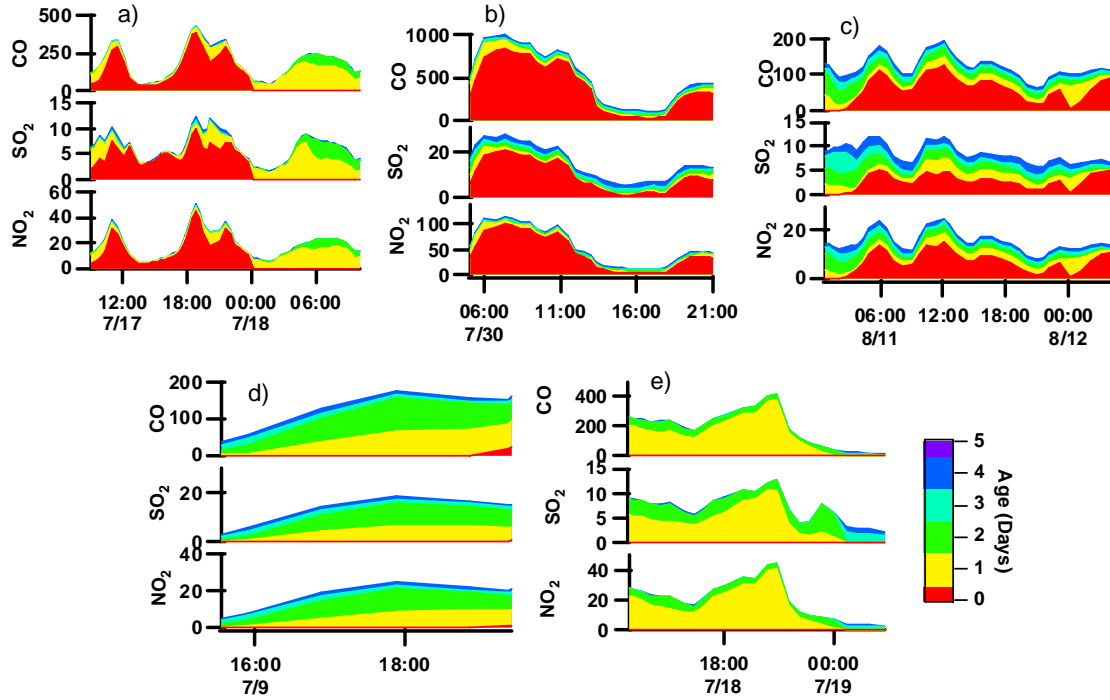 a)
CO
500
250
0
SO2
15
10
5
0
NO2
60
40
20
0
12:00 18:00 00:00 06:00
7/17 7/18
b)
CO
1000
500
0
SO2
20
0
NO2
100
50
0
06:00 11:00 16:00 21:00
7/30
c)
CO
200
100
0
SO2
15
10
5
0
NO2
20
0
06:00 12:00 18:00 00:00
8/11 8/12
d)
CO
200
100
0
SO2
20
0
NO2
40
20
0
16:00 18:00
7/9
e)
CO
400
200
0
SO2
15
10
5
0
NO2
40
20
0
18:00 00:00
7/18 7/19
5
4
3
2
1
0
Age (Days)